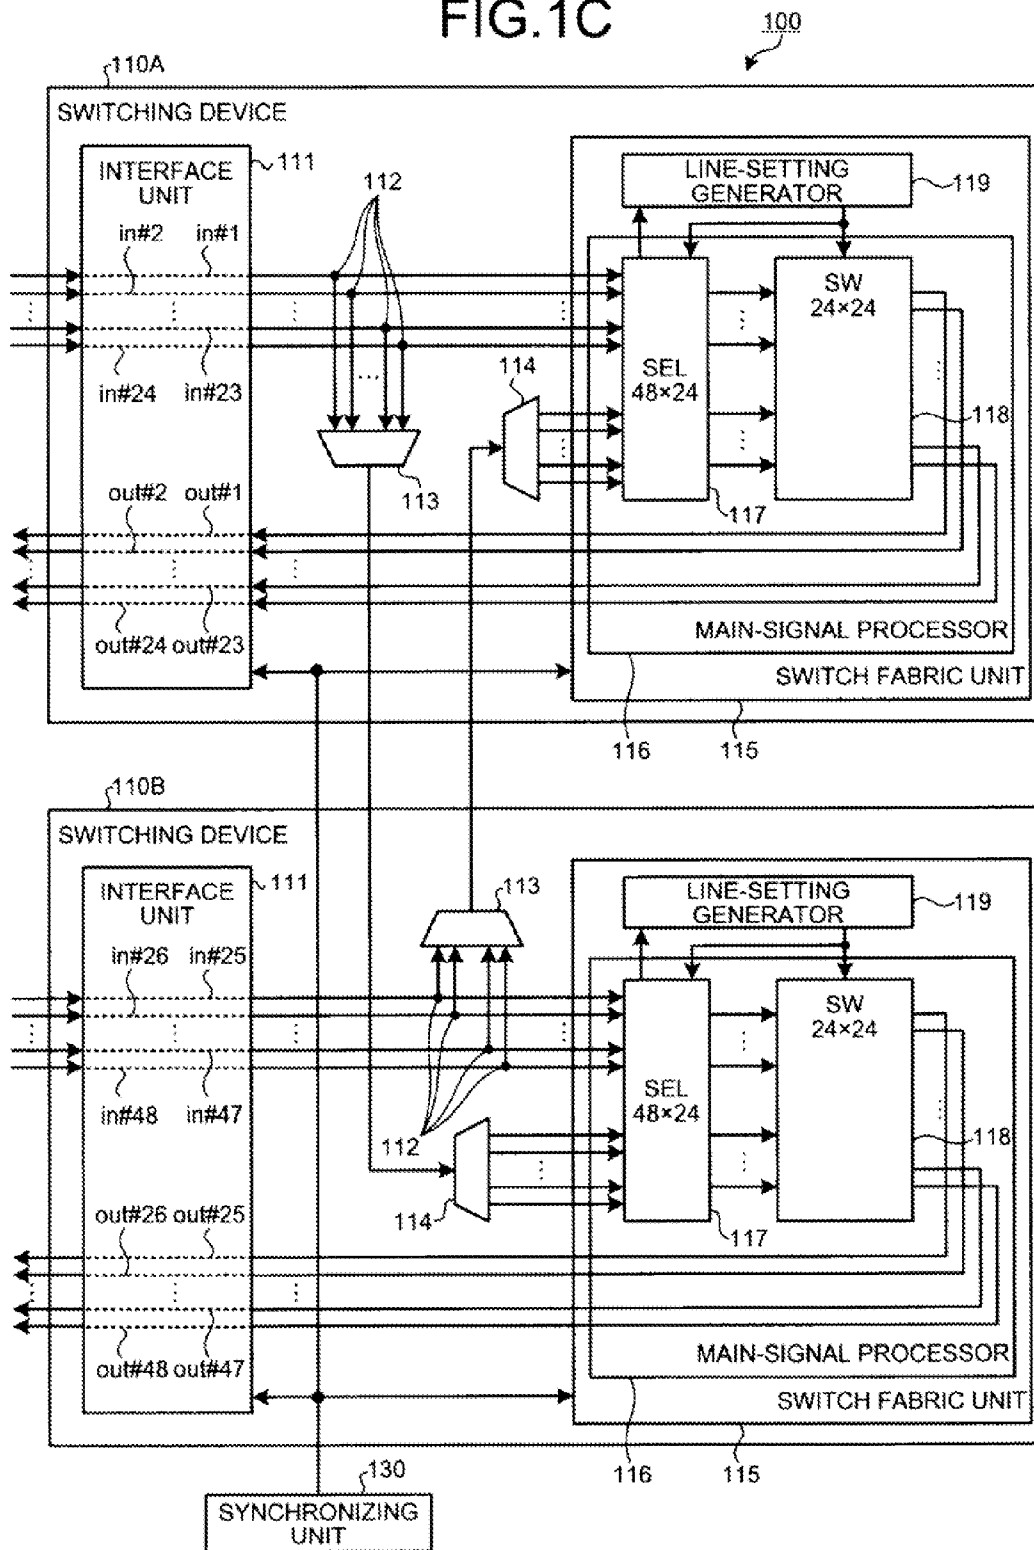 FIG.1C
100
110A
SWITCHING DEVICE
INTERFACE
UNIT
111
112
LINE-SETTING
GENERATOR
119
in#2
in#1
SW
24×24
in#24
in#23
114
SEL
48×24
118
113
out#2
out#1
117
out#24
out#23
MAIN-SIGNAL PROCESSOR
SWITCH FABRIC UNIT
116
115
110B
SWITCHING DEVICE
INTERFACE
UNIT
111
113
LINE-SETTING
GENERATOR
119
in#26
in#25
SW
24×24
in#48
in#47
SEL
48×24
112
118
114
out#26
out#25
117
out#48
out#47
MAIN-SIGNAL PROCESSOR
SWITCH FABRIC UNIT
116
115
130
SYNCHRONIZING
UNIT